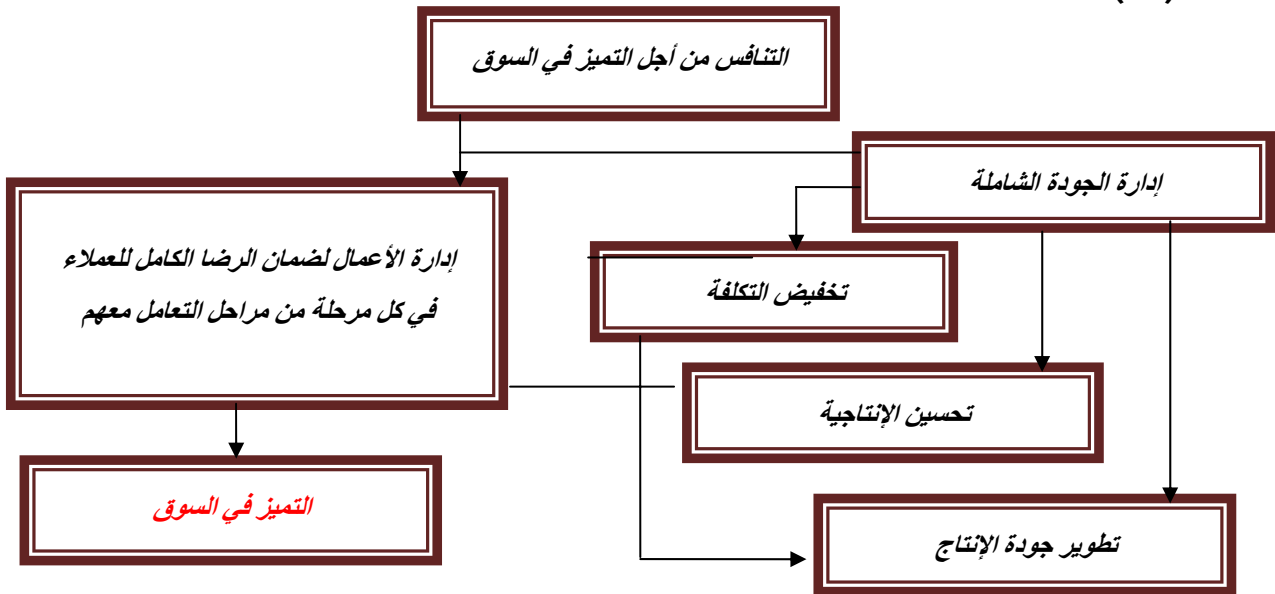 التنافس من أجل التميز في السوق
إدارة الجودة الشاملة
إدارة الأعمال لضمان الرضا الكامل للعملاء
في كل مرحلة من مراحل التعامل معهم
تخفيض التكلفة
تحسين الإنتاجية
التميز في السوق
تطوير جودة الإنتاج